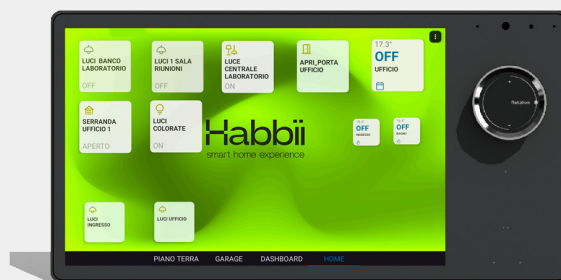 LUCI BANCO
LABORATORIO
OFF
LUCI 1 SALA
RIUNIONI
OFF
LUCE
CENTRALE
LABORATORIO
ON
APRI_PORTA
UFFICIO
17.3°
OFF
UFFICIO
SERRANDA
UFFICIO 1
APERTO
LUCI
COLORATE
ON
Habbii
smart home experience
OFF
INGRESSO
OFF
LUCI
INGRESSO
LUCI UFFICIO
PIANO TERRA
GARAGE
DASHBOARD
HOME